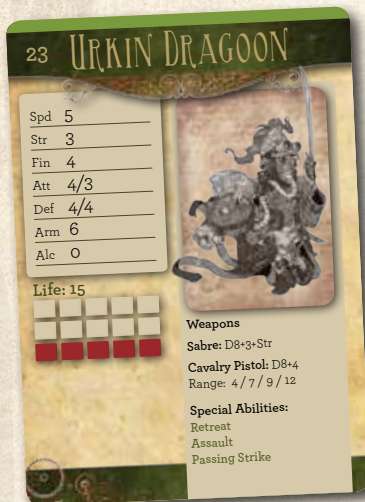 23 URKIN DRAGOON
Spd 5
Str 3
Fin 4
Att 4/3
Def 4/4
Arm 6
Alc 0
Life: 15
Weapons
Sabre: D8+3+Str
Cavalry Pistol: D8+4
Range: 4 / 7 / 9 / 12
Special Abilities:
Retreat
Assault
Passing Strike